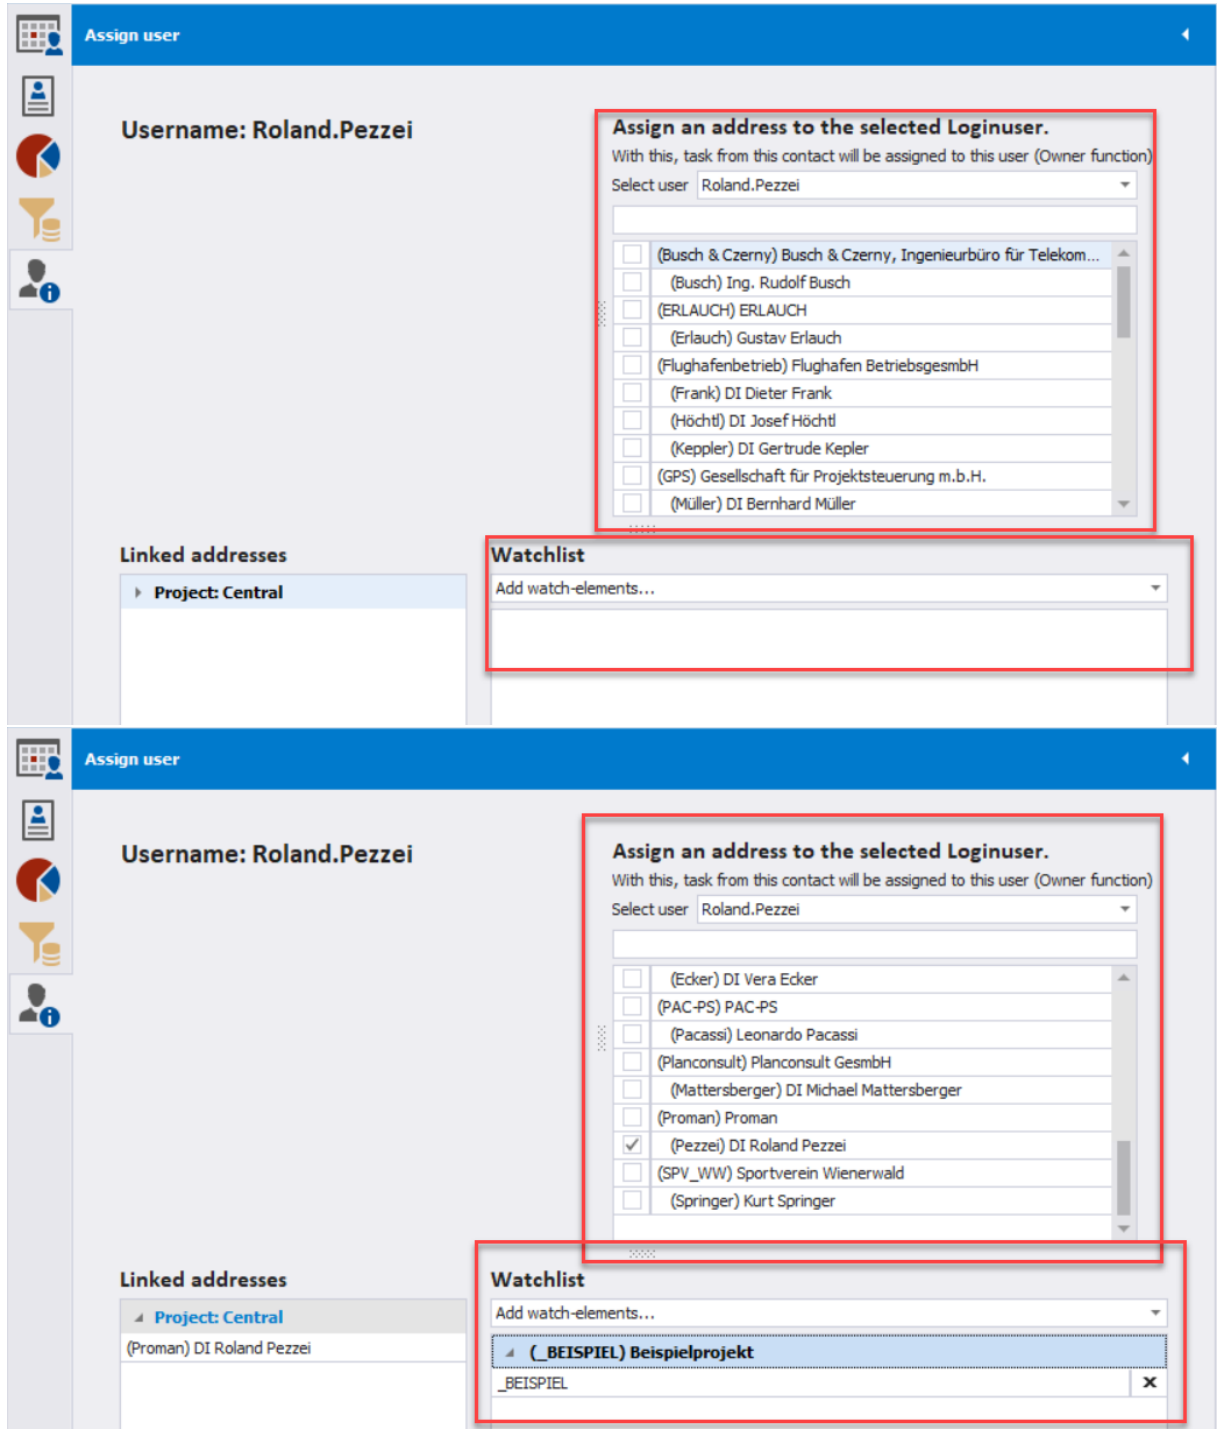 Assign user
Username: Roland.Pezzei
Assign an address to the selected Loginuser.
With this, task from this contact will be assigned to this user (Owner function)
Select user Roland.Pezzei
(Busch & Czerny) Busch & Czerny, Ingenieurbüro für Telekom...
(Busch) Ing. Rudolf Busch
(ERLAUCH) ERLAUCH
(Erlauch) Gustav Erlauch
(Flughafenbetrieb) Flughafen BetriebsgesmbH
(Frank) DI Dieter Frank
(Höchtl) DI Josef Höchtl
(Keppler) DI Gertrude Kepler
(GPS) Gesellschaft für Projektsteuerung m.b.H.
(Müller) DI Bernhard Müller
Linked addresses
Project: Central
Watchlist
Add watch-elements...
Assign user
Username: Roland.Pezzei
Assign an address to the selected Loginuser.
With this, task from this contact will be assigned to this user (Owner function)
Select user Roland.Pezzei
(Ecker) DI Vera Ecker
(PAC-PS) PAC-PS
(Pacassi) Leonardo Pacassi
(Planconsult) Planconsult GesmbH
(Mattersberger) DI Michael Mattersberger
(Proman) Proman
(Pezzei) DI Roland Pezzei
(SPV_WW) Sportverein Wienerwald
(Springer) Kurt Springer
Linked addresses
Project: Central
(Proman) DI Roland Pezzei
Watchlist
Add watch-elements...
(_BEISPIEL) Beispielprojekt
_BEISPIEL